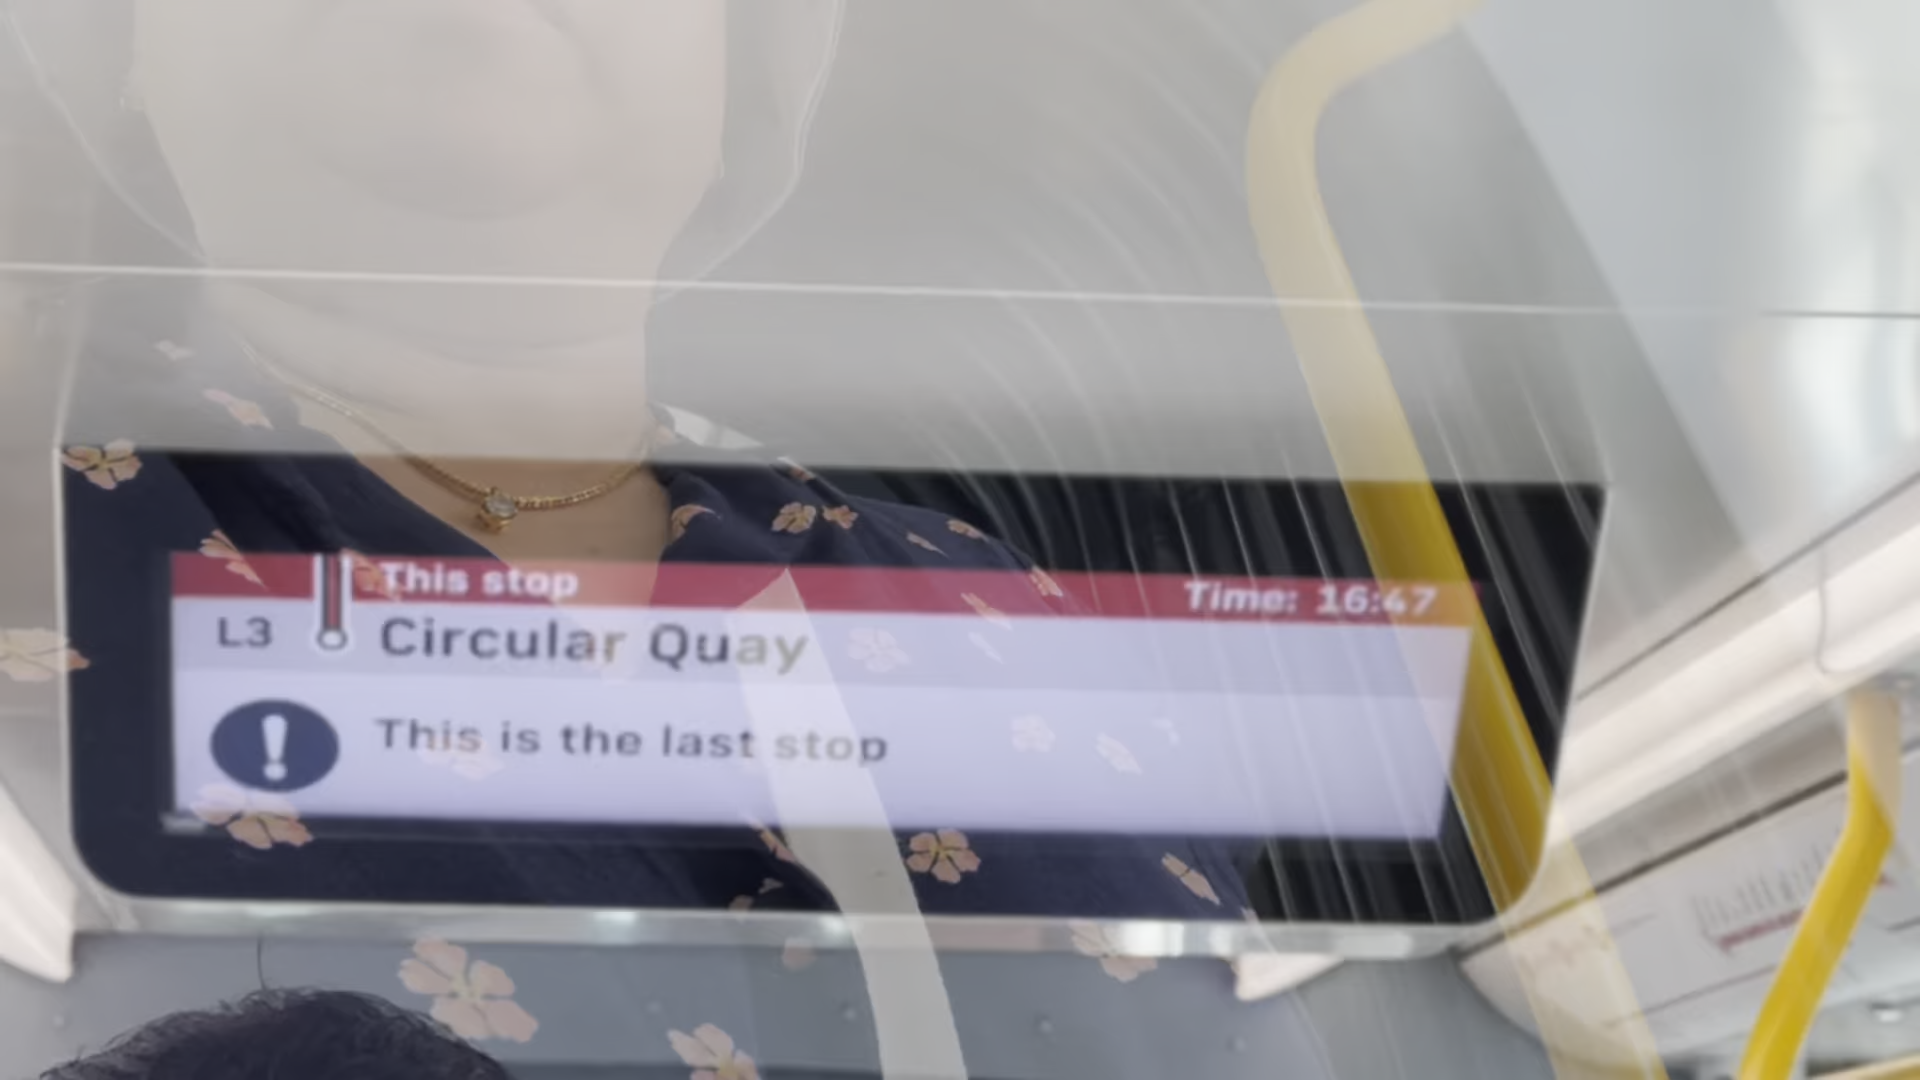 This stop Time: 16:47
L3 Circular Quay
This is the last stop